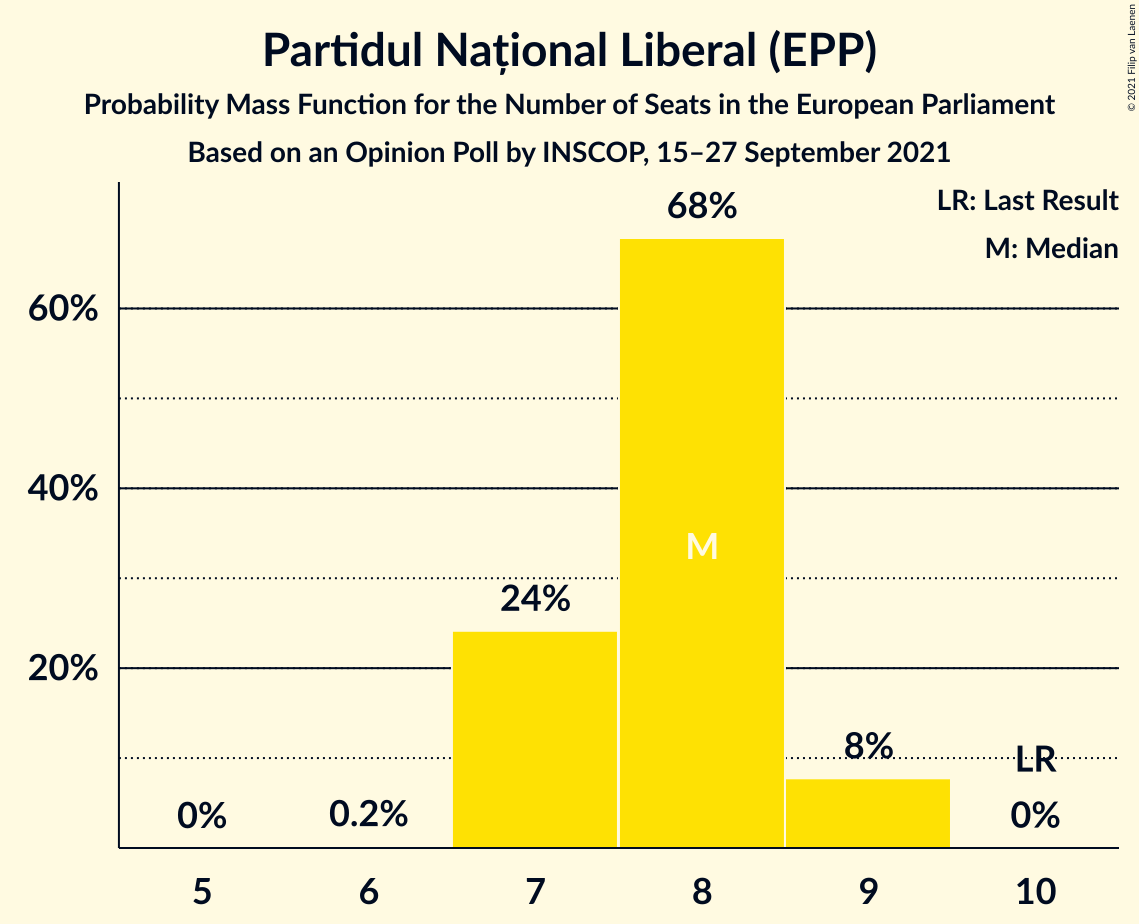 Partidul Național Liberal (EPP)
Probability Mass Function for the Number of Seats in the European Parliament
Based on an Opinion Poll by INSCOP, 15–27 September 2021
© 2021 Filip van Laenen
LR: Last Result
M: Median
68%
60%
40%
M
24%
20%
8%
LR
0%
0.2%
0%
5
6
7
8
9
10